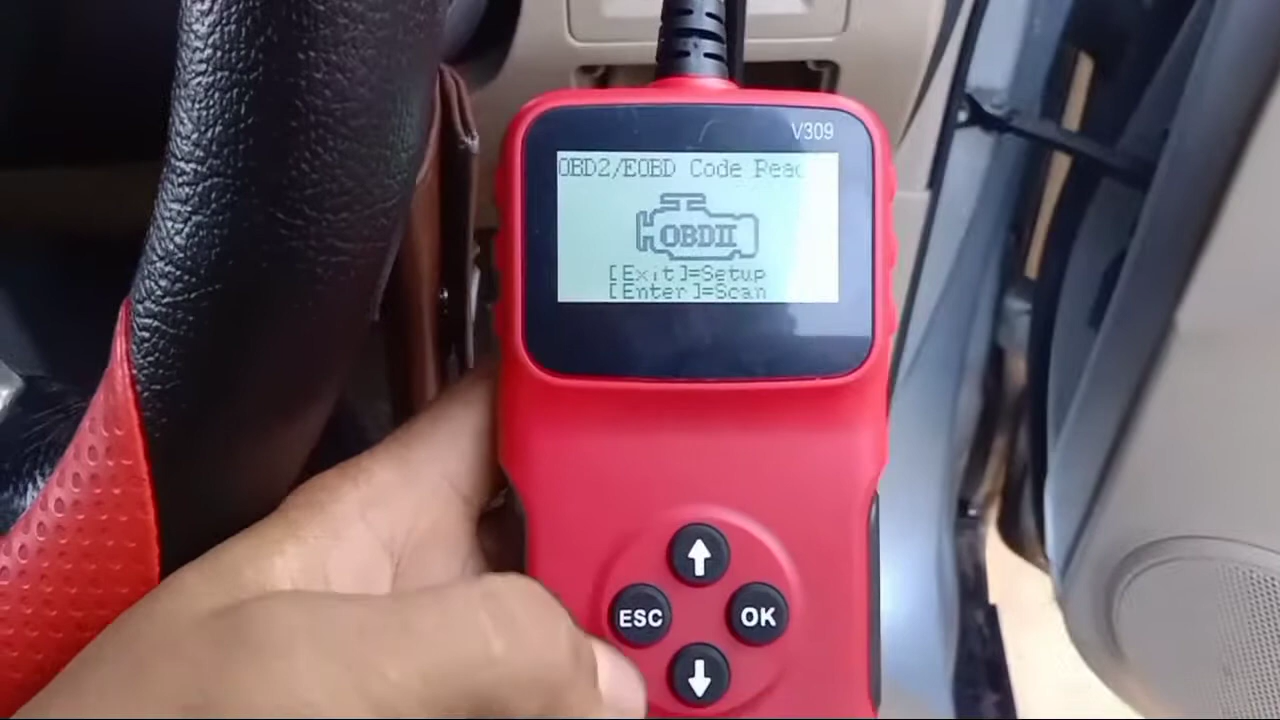 V309
OBD2/EOBD Code Read
OBDII
[Exit]=Setup
[Enter]=Scan
ESC
OK